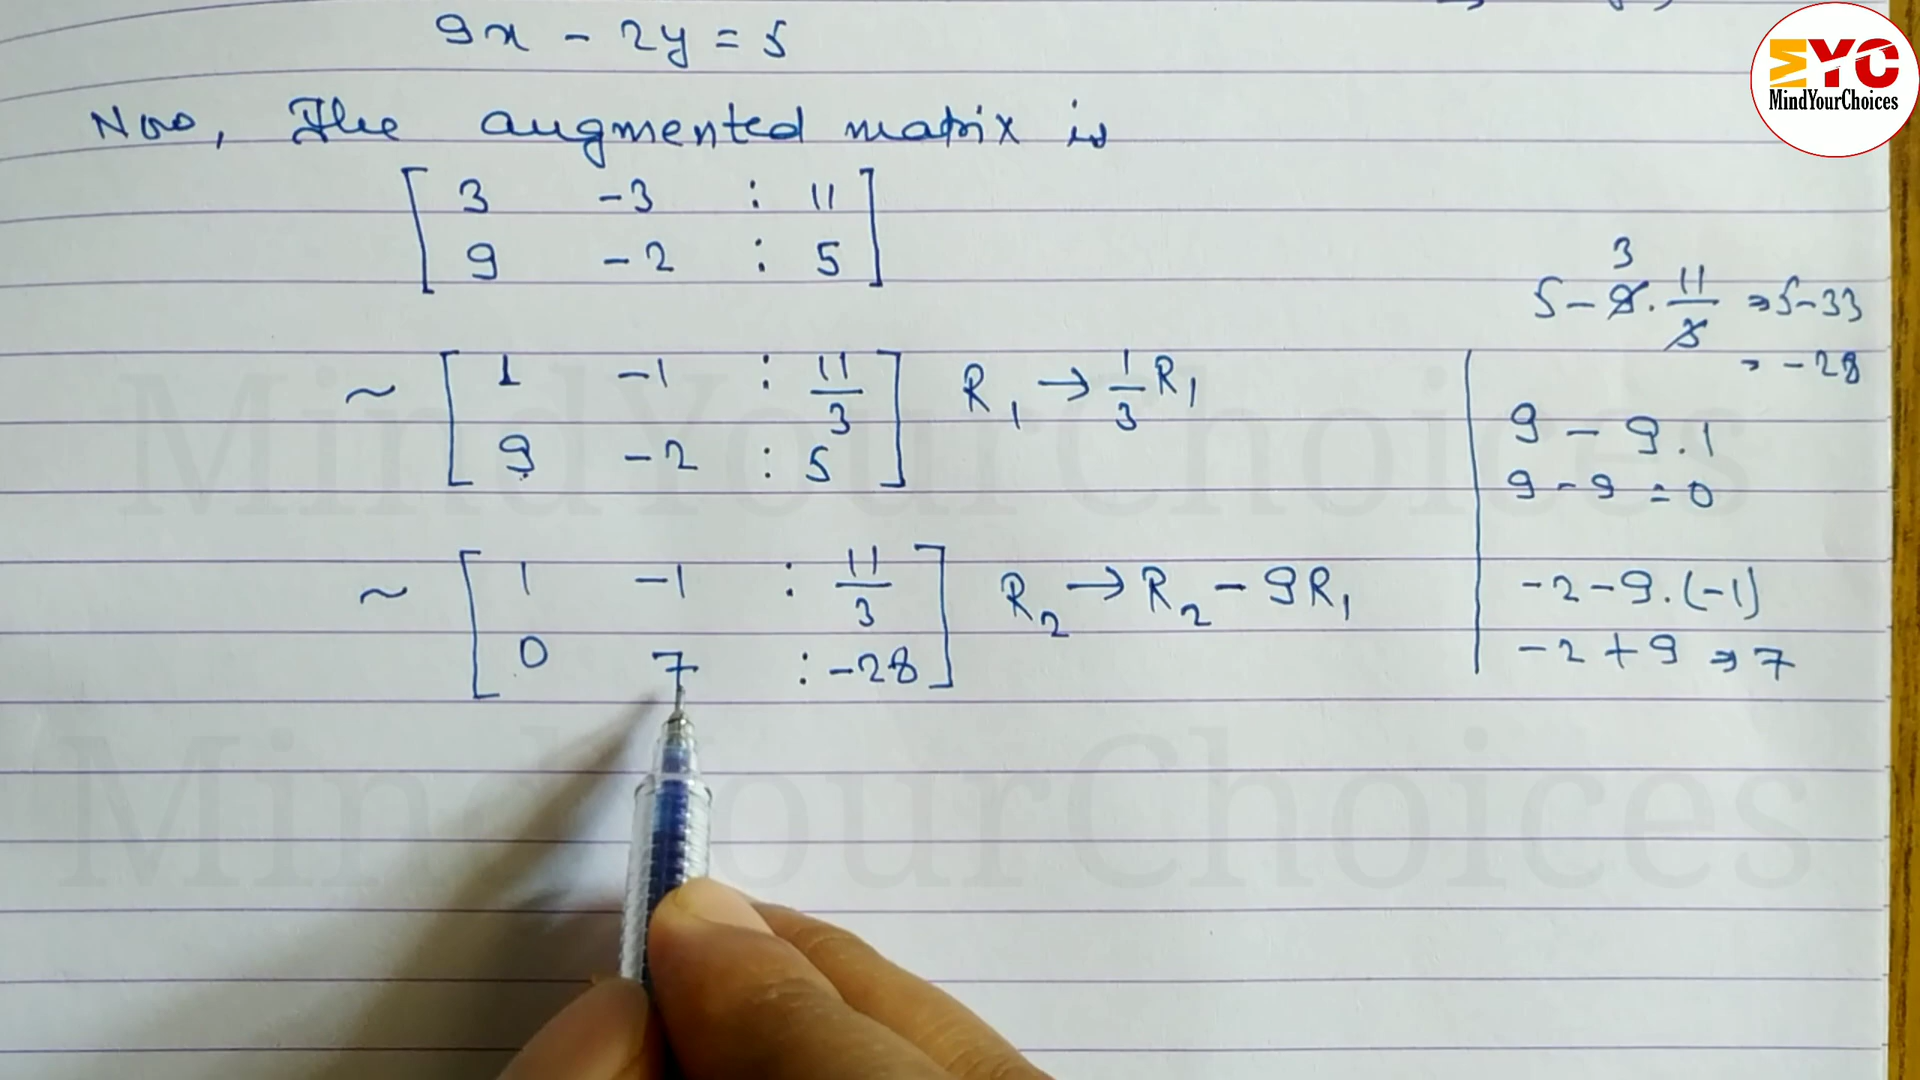 9x - 2y = 5
MYC
MindYourChoices
Now, The augmented matrix is
[ 3 -3 : 11
9 -2 : 5 ]
3
5 - 9 . 11/3 ⇒ 5 - 33
⇒ -28
~ [ 1 -1 : 11/3
9 -2 : 5 ] R1 → 1/3 R1
9 - 9 . 1
9 - 9 = 0
~ [ 1 -1 : 11/3
0 7 : -28 ] R2 → R2 - 9R1
-2 - 9 . (-1)
-2 + 9 ⇒ 7
MindYourChoices
MindYourChoices